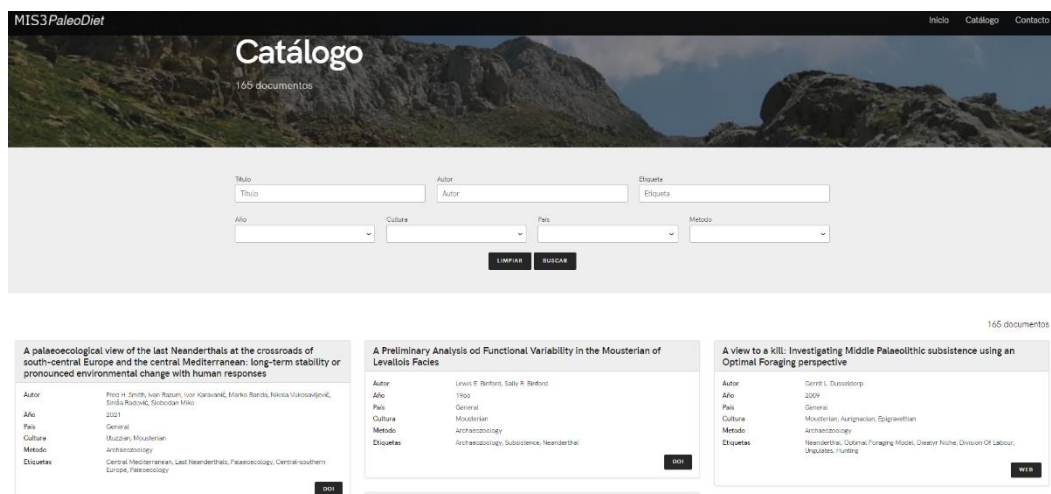 MIS3PaleoDiet
Inicio Catálogo Contacto
Catálogo
165 documentos
Título Autor Etiqueta
Título Autor Etiqueta
Año Cultura País Metodo
LIMPIAR BUSCAR
165 documentos
A palaeoecological view of the last Neanderthals at the crossroads of
south-central Europe and the central Mediterranean: long-term stability or
pronounced environmental change with human responses
Autor Fred H. Smith, Ivan Razum, Ivor Karavanić, Marko Banda, Nikola Vukosavljević,
Siniša Radović, Slobodan Miko
Año 2021
País General
Cultura Uluzzian, Mousterian
Metodo Archaeozoology
Etiquetas Central Mediterranean, Last Neanderthals, Palaeoecology, Central-southern
Europe, Paleoecology
DOI
A Preliminary Analysis od Functional Variability in the Mousterian of
Levallois Facies
Autor Lewis E. Binford, Sally R. Binford
Año 1966
País General
Cultura Mousterian
Metodo Archaeozoology
Etiquetas Archaeozoology, Subsistence, Neanderthal
DOI
A view to a kill: Investigating Middle Palaeolithic subsistence using an
Optimal Foraging perspective
Autor Gerrit L. Dusseldorp
Año 2009
País General
Cultura Mousterian, Aurignacian, Epigravettian
Metodo Archaeozoology
Etiquetas Neanderthal, Optimal Foraging Model, Dieatyr Niche, Division Of Labour,
Ungulates, Hunting
WEB